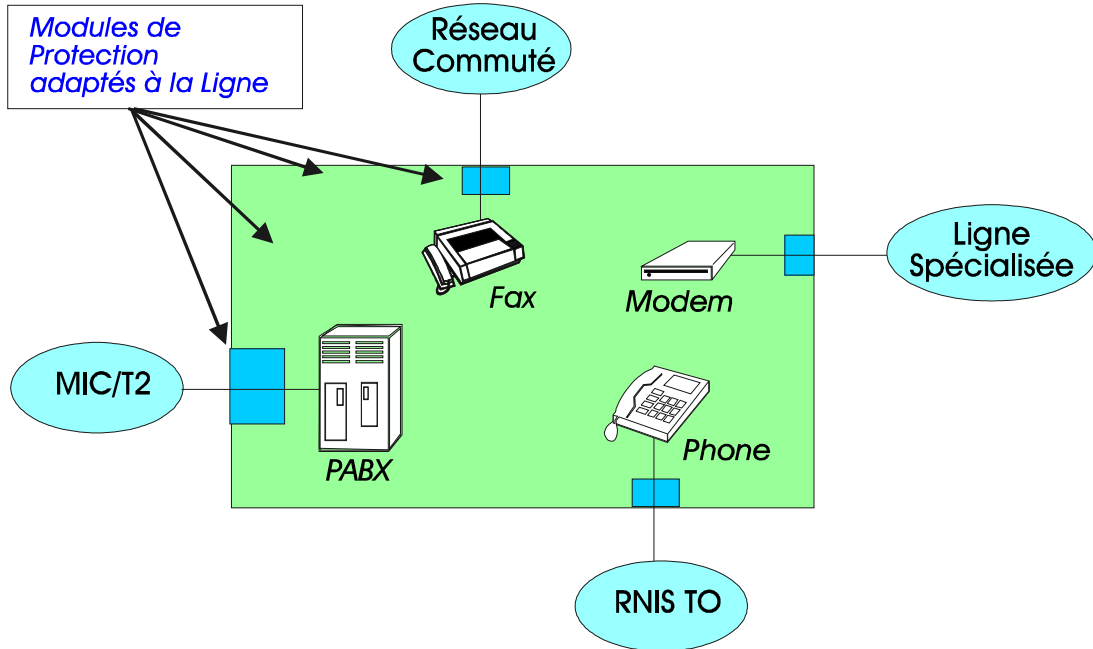 Modules de
Protection
adaptés à la Ligne
Réseau
Commuté
Ligne
Spécialisée
Fax
Modem
MIC/T2
PABX
Phone
RNIS TO